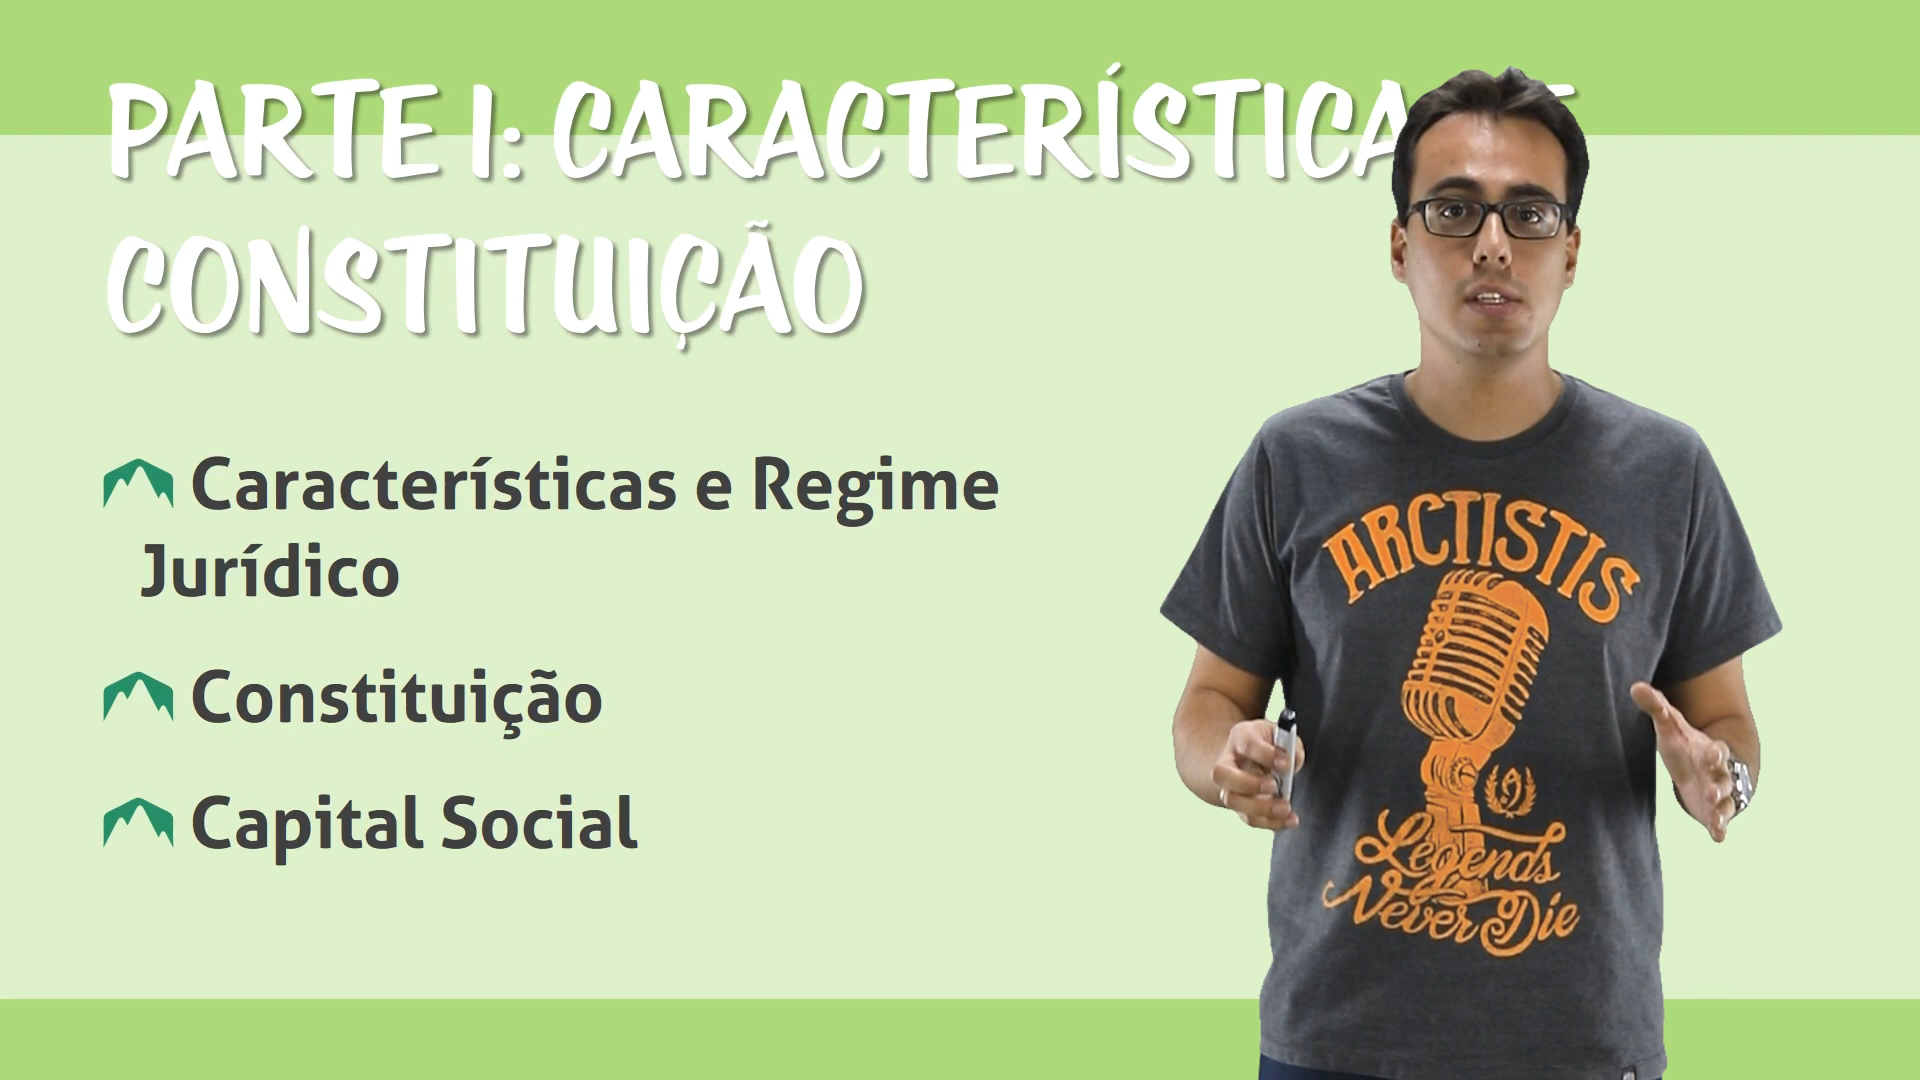 PARTE I: CARACTERÍSTICA
CONSTITUIÇÃO
Características e Regime
Jurídico
Constituição
Capital Social
ARCTISTIS
Legends
Never Die